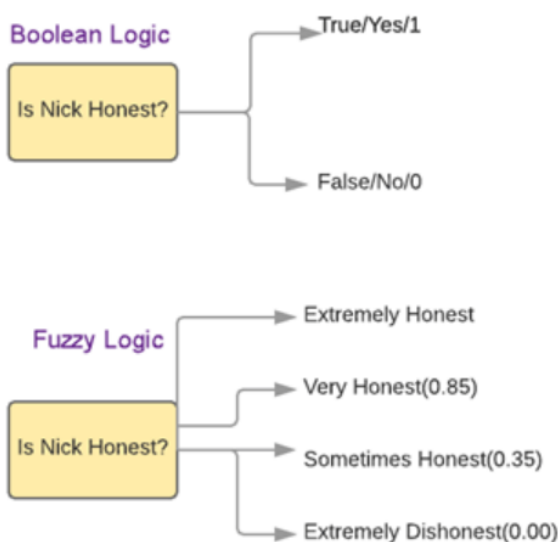 Boolean Logic
True/Yes/1
Is Nick Honest?
False/No/0
Extremely Honest
Fuzzy Logic
Very Honest(0.85)
Is Nick Honest?
Sometimes Honest(0.35)
Extremely Dishonest(0.00)